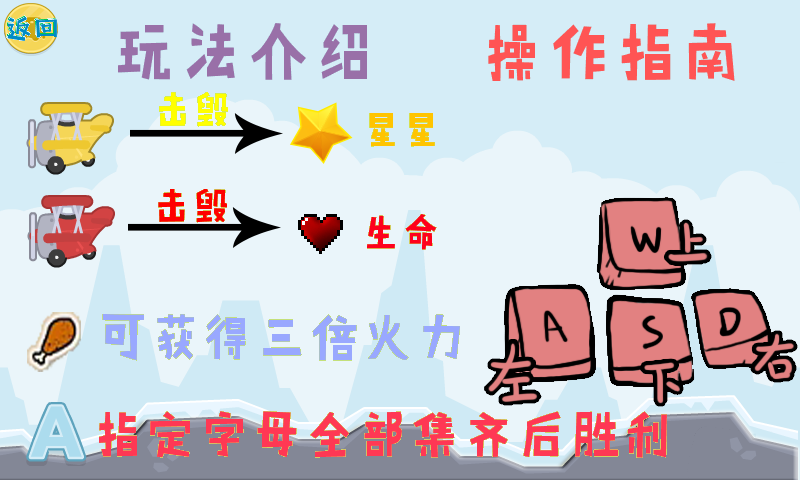 返回
玩法介绍
操作指南
击毁
星星
击毁
生命
可获得三倍火力
A 指定字母全部集齐后胜利
W 上
A 左
S 下
D 右